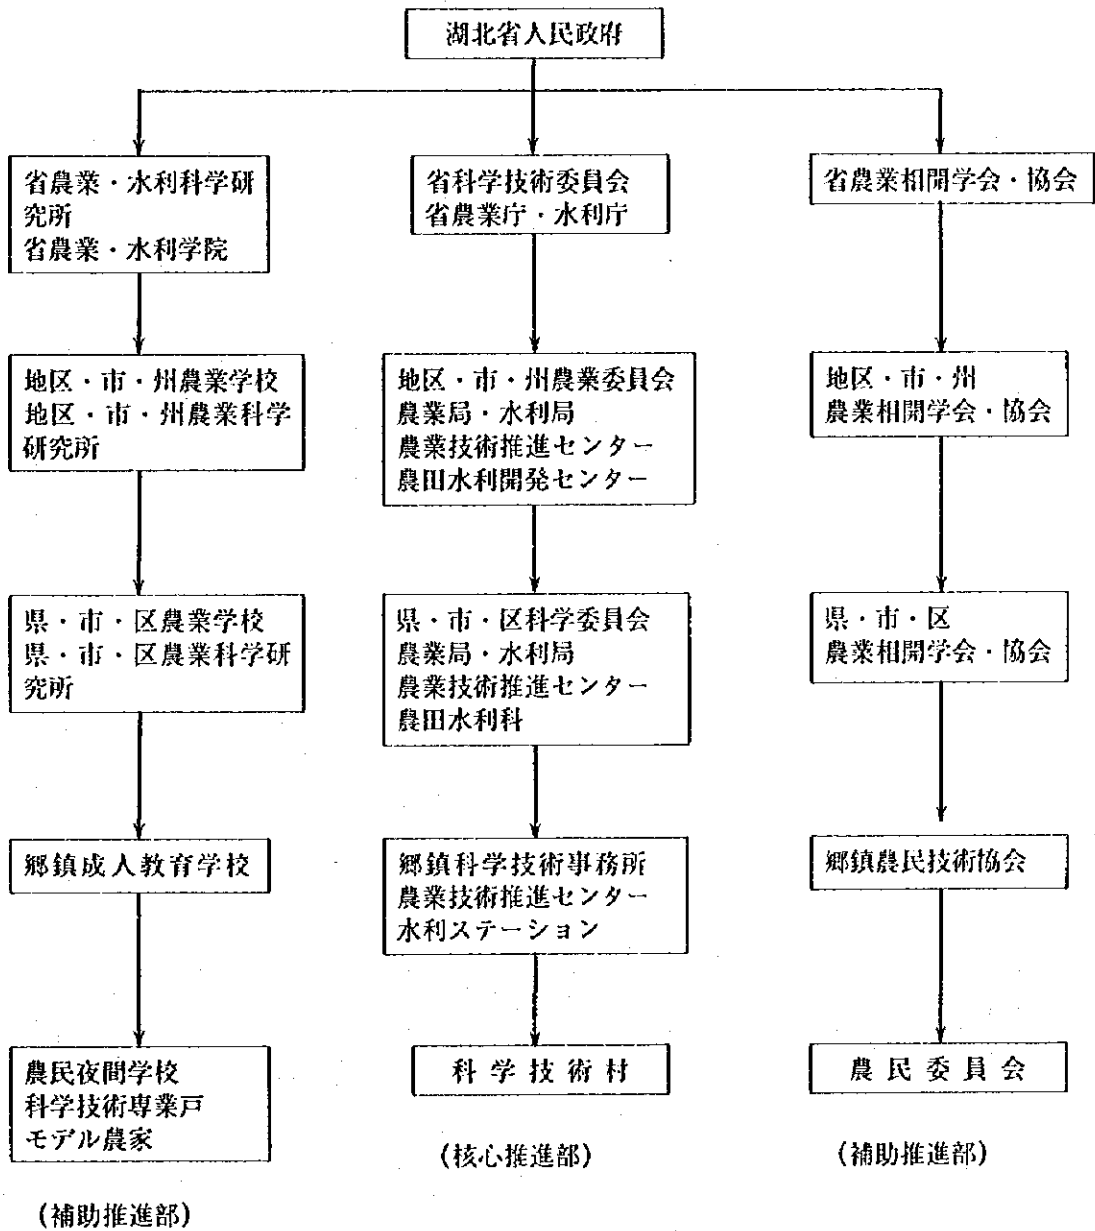 湖北省人民政府
省農業・水利科学研
究所
省農業・水利学院
省科学技術委員会
省農業庁・水利庁
省農業相開学会・協会
地区・市・州農業学校
地区・市・州農業科学
研究所
地区・市・州農業委員会
農業局・水利局
農業技術推進センター
農田水利開発センター
地区・市・州
農業相開学会・協会
県・市・区農業学校
県・市・区農業科学研
究所
県・市・区科学委員会
農業局・水利局
農業技術推進センター
農田水利科
県・市・区
農業相開学会・協会
郷鎮成人教育学校
郷鎮科学技術事務所
農業技術推進センター
水利ステーション
郷鎮農民技術協会
農民夜間学校
科学技術専業戸
モデル農家
科学技術村
農民委員会
(補助推進部)
(核心推進部)
(補助推進部)